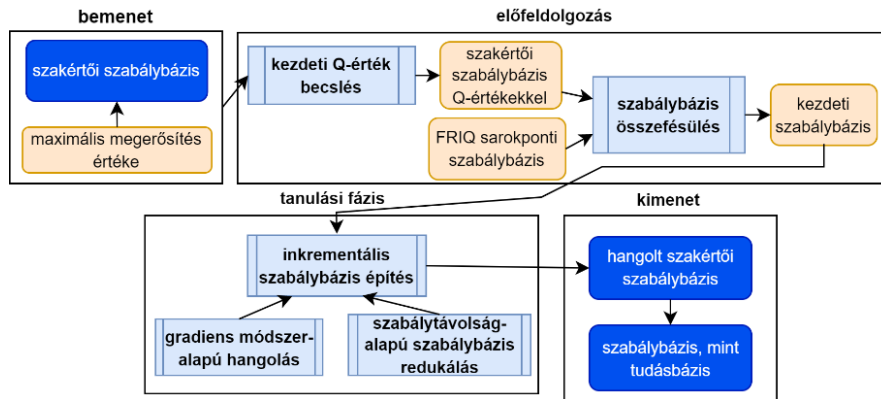 bemenet
szakértői szabálybázis
maximális megerősítés
értéke
előfeldolgozás
kezdeti Q-érték
becslés
szakértői
szabálybázis
Q-értékekkel
FRIQ sarokponti
szabálybázis
szabálybázis
összefésülés
kezdeti
szabálybázis
tanulási fázis
inkrementális
szabálybázis építés
gradiens módszer-
alapú hangolás
szabálytávolság-
alapú szabálybázis
redukálás
kimenet
hangolt szakértői
szabálybázis
szabálybázis, mint
tudásbázis